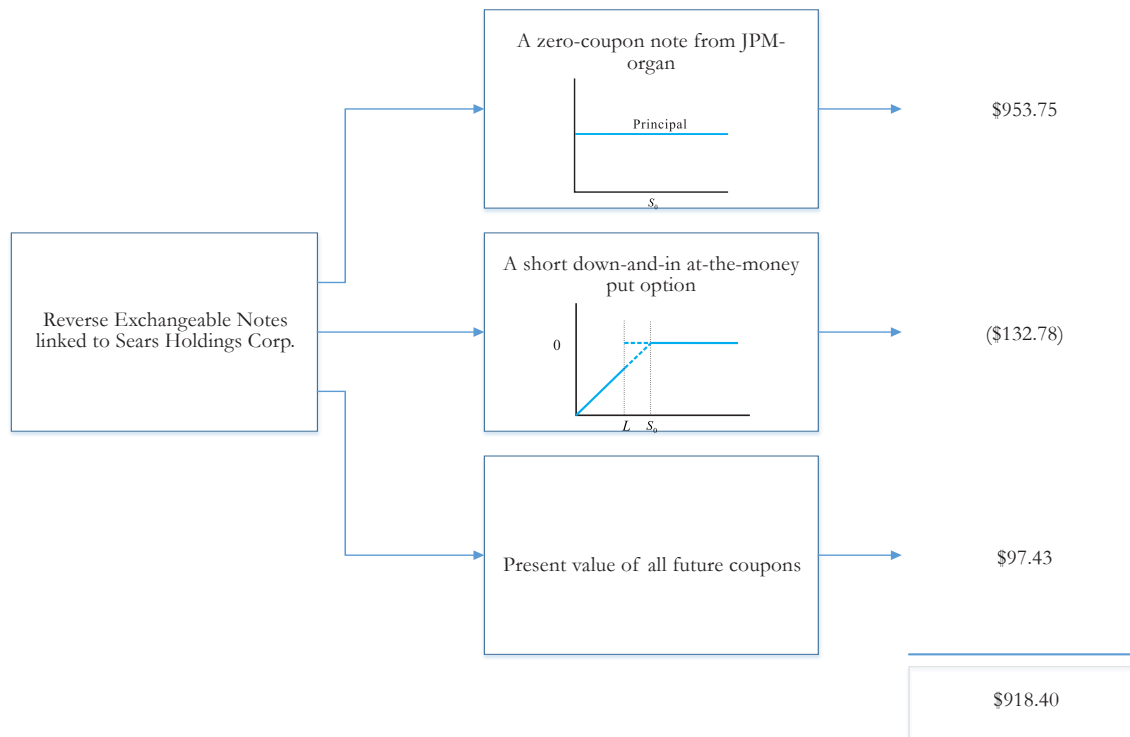 A zero-coupon note from JPM-
organ
Principal
S₀
$953.75
Reverse Exchangeable Notes
linked to Sears Holdings Corp.
A short down-and-in at-the-money
put option
0
L S₀
($132.78)
Present value of all future coupons
$97.43
$918.40